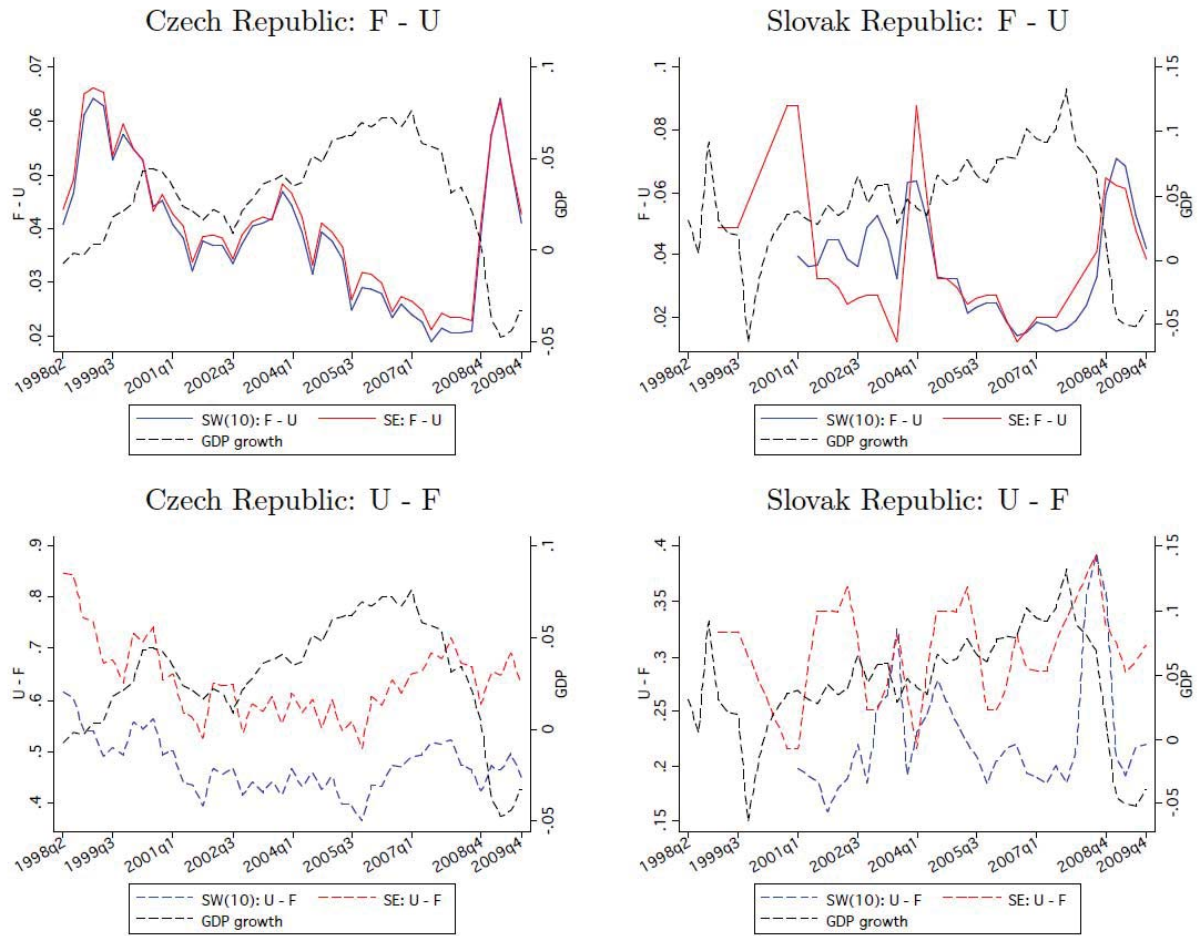 Czech Republic: F - U
.07
.06
.05
.04
.03
.02
F - U
.1
.05
0
-.05
GDP
1998q2
1999q3
2001q1
2002q3
2004q1
2005q3
2007q1
2008q4
2009q4
SW(10): F - U
SE: F - U
GDP growth
Slovak Republic: F - U
.1
.08
.06
.04
.02
F - U
.15
.1
.05
0
-.05
GDP
1998q2
1999q3
2001q1
2002q3
2004q1
2005q3
2007q1
2008q4
2009q4
SW(10): F - U
SE: F - U
GDP growth
Czech Republic: U - F
.9
.8
.7
.6
.5
.4
U - F
.1
.05
0
-.05
GDP
1998q2
1999q3
2001q1
2002q3
2004q1
2005q3
2007q1
2008q4
2009q4
SW(10): U - F
SE: U - F
GDP growth
Slovak Republic: U - F
.4
.35
.3
.25
.2
.15
U - F
.15
.1
.05
0
-.05
GDP
1998q2
1999q3
2001q1
2002q3
2004q1
2005q3
2007q1
2008q4
2009q4
SW(10): U - F
SE: U - F
GDP growth